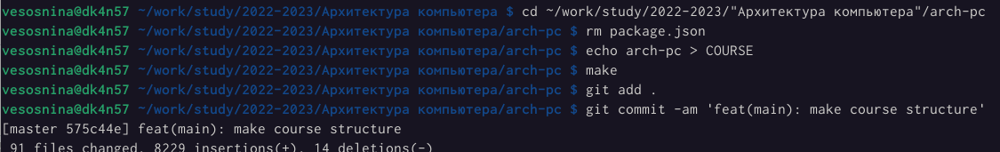 vesosnina@dk4n57 ~/work/study/2022-2023/Архитектура компьютера $ cd ~/work/study/2022-2023/"Архитектура компьютера"/arch-pc
vesosnina@dk4n57 ~/work/study/2022-2023/Архитектура компьютера/arch-pc $ rm package.json
vesosnina@dk4n57 ~/work/study/2022-2023/Архитектура компьютера/arch-pc $ echo arch-pc > COURSE
vesosnina@dk4n57 ~/work/study/2022-2023/Архитектура компьютера/arch-pc $ make
vesosnina@dk4n57 ~/work/study/2022-2023/Архитектура компьютера/arch-pc $ git add .
vesosnina@dk4n57 ~/work/study/2022-2023/Архитектура компьютера/arch-pc $ git commit -am 'feat(main): make course structure'
[master 575c44e] feat(main): make course structure
91 files changed, 8229 insertions(+), 14 deletions(-)